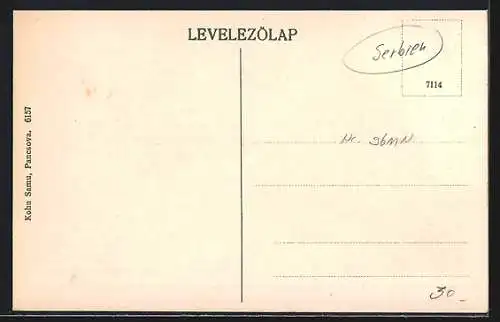 LEVELEZŐLAP
Serbien
7114
Kohn Samu, Pancsova. 6157
30.-